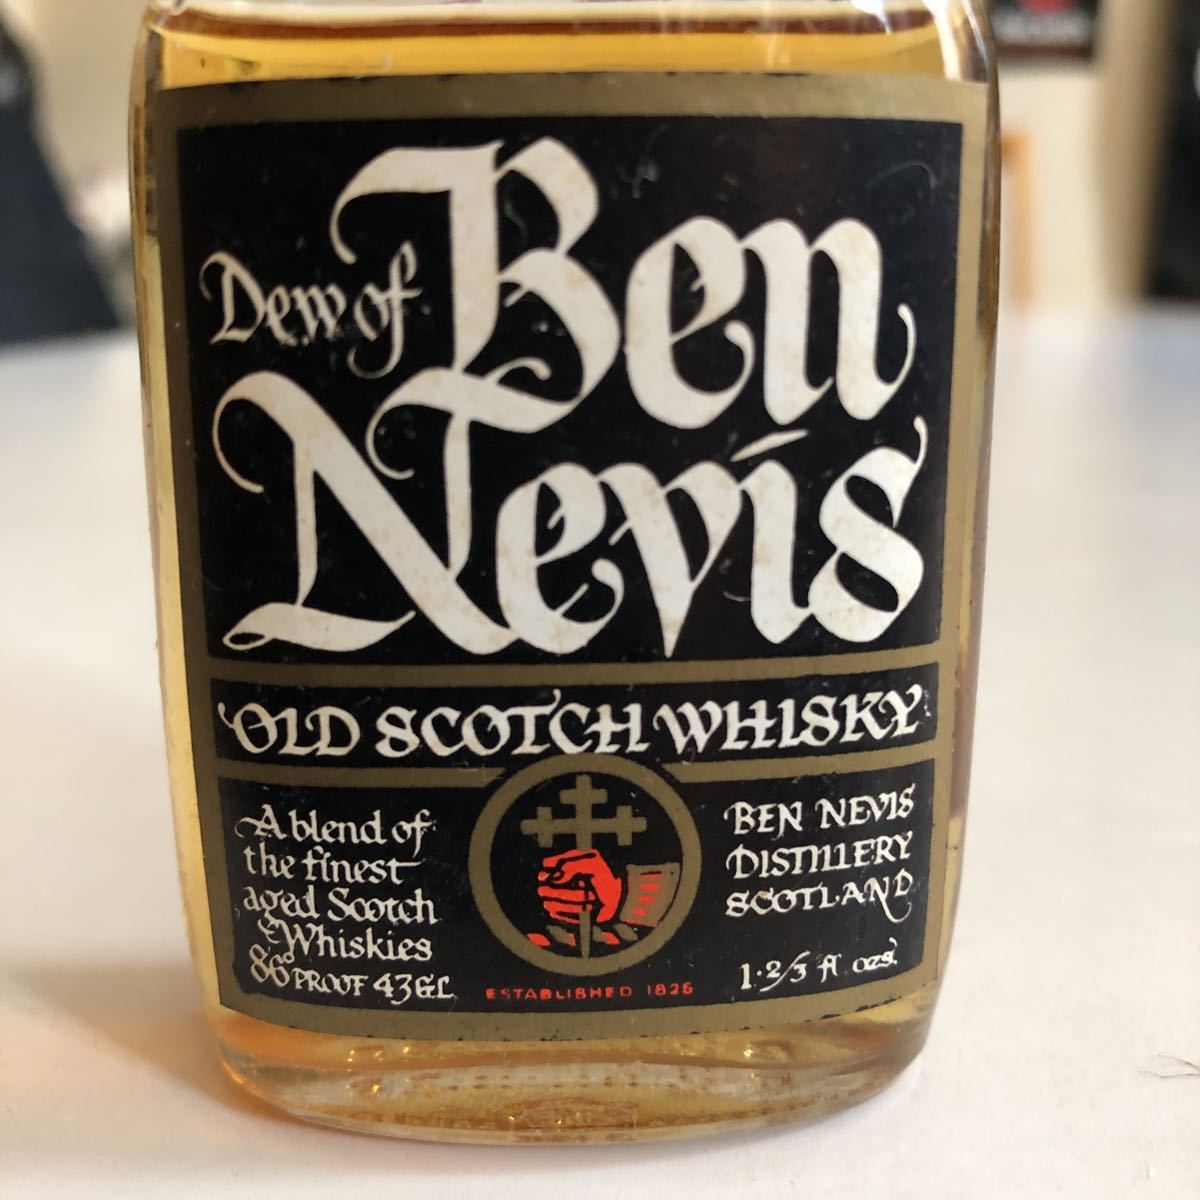 Dew of Ben
Nevis
OLD SCOTCH WHISKY
A blend of
the finest
aged Scotch
Whiskies
86° PROOF 43 G.L
ESTABLISHED 1825
BEN NEVIS
DISTILLERY
SCOTLAND
1·2/3 fl ozs.